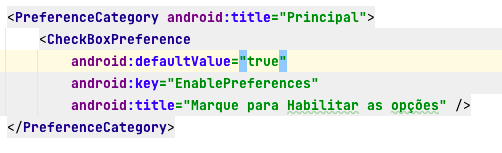 <PreferenceCategory android:title="Principal">
<CheckBoxPreference
android:defaultValue="true"
android:key="EnablePreferences"
android:title="Marque para Habilitar as opções" />
</PreferenceCategory>